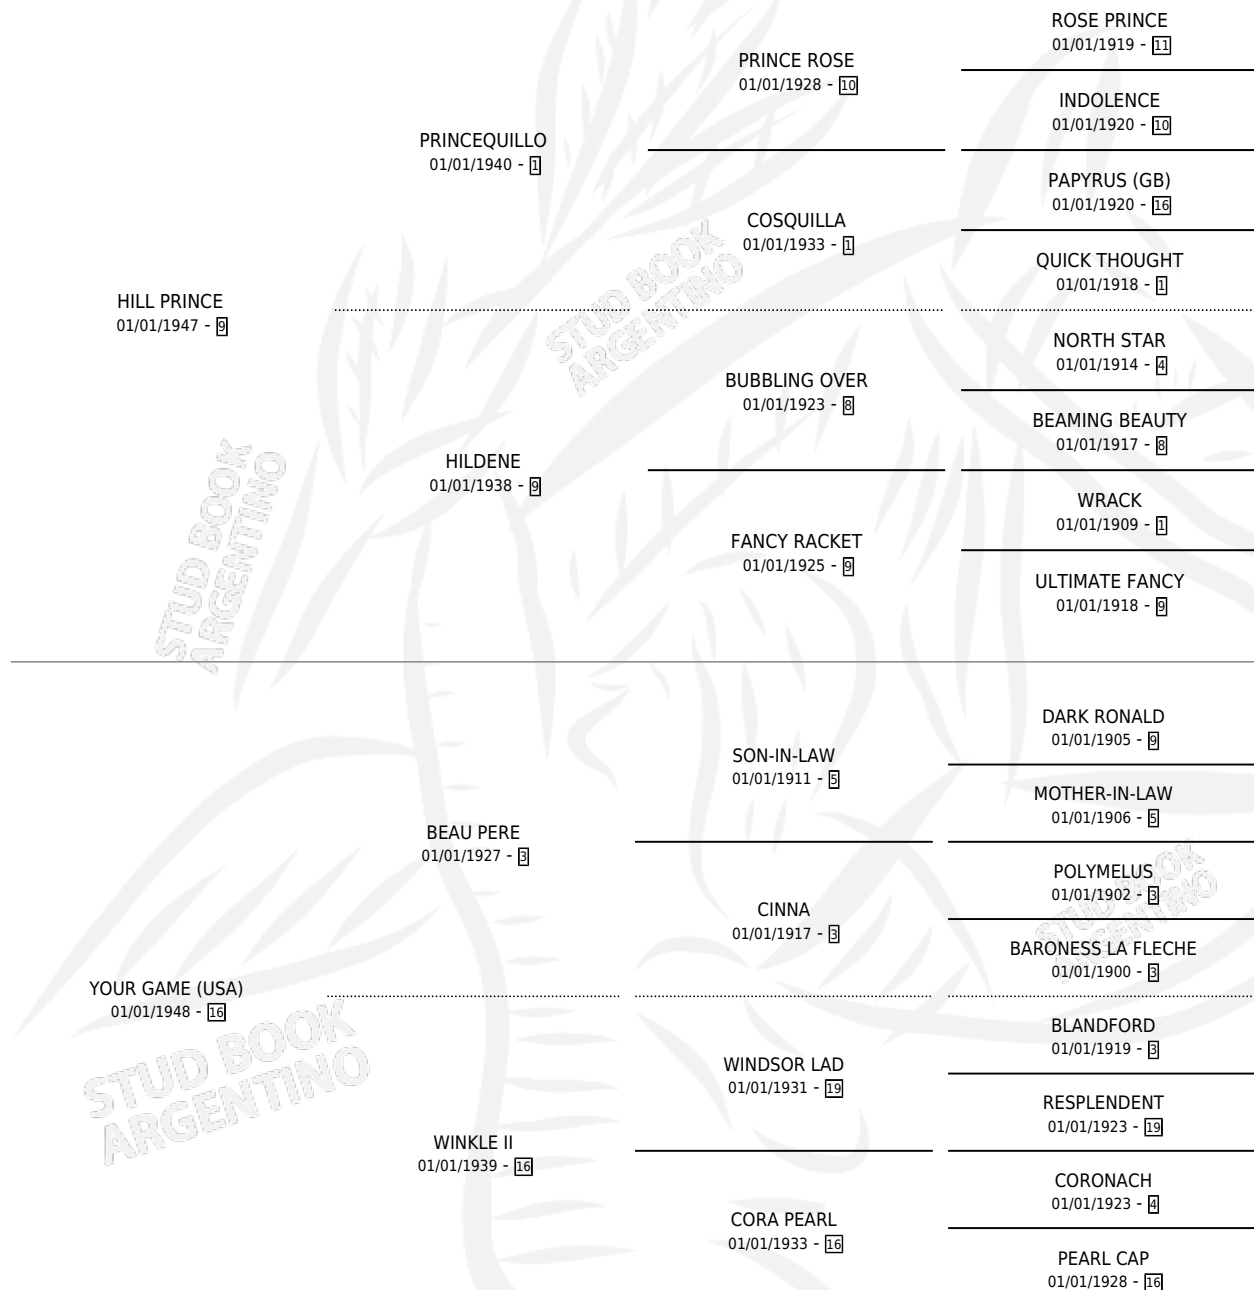 ROSE PRINCE
01/01/1919 - 11
PRINCE ROSE
01/01/1928 - 10
INDOLENCE
01/01/1920 - 10
PRINCEQUILLO
01/01/1940 - 1
PAPYRUS (GB)
01/01/1920 - 16
COSQUILLA
01/01/1933 - 1
QUICK THOUGHT
01/01/1918 - 1
HILL PRINCE
01/01/1947 - 9
STUD BOOK
ARGENTINO
NORTH STAR
01/01/1914 - 4
BUBBLING OVER
01/01/1923 - 8
BEAMING BEAUTY
01/01/1917 - 8
HILDENE
01/01/1938 - 9
WRACK
01/01/1909 - 1
FANCY RACKET
01/01/1925 - 9
ULTIMATE FANCY
01/01/1918 - 9
STUD BOOK
ARGENTINO
DARK RONALD
01/01/1905 - 9
SON-IN-LAW
01/01/1911 - 5
MOTHER-IN-LAW
01/01/1906 - 5
BEAU PERE
01/01/1927 - 3
POLYMELUS
01/01/1902 - 3
CINNA
01/01/1917 - 3
BARONESS LA FLECHE
01/01/1900 - 3
STUD BOOK
ARGENTINO
YOUR GAME (USA)
01/01/1948 - 16
BLANDFORD
01/01/1919 - 3
WINDSOR LAD
01/01/1931 - 19
RESPLENDENT
01/01/1923 - 19
STUD BOOK
ARGENTINO
WINKLE II
01/01/1939 - 16
CORONACH
01/01/1923 - 4
CORA PEARL
01/01/1933 - 16
PEARL CAP
01/01/1928 - 16